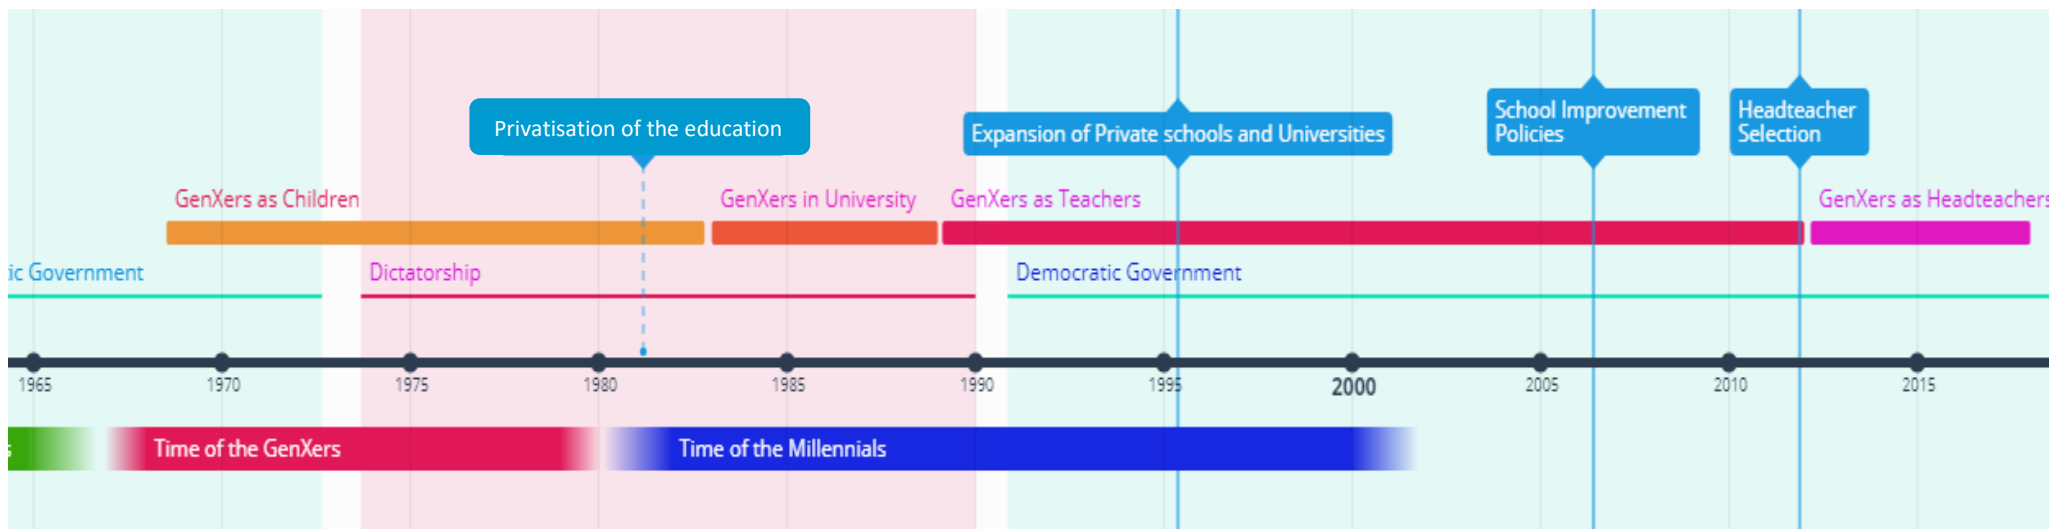 Privatisation of the education
Expansion of Private schools and Universities
School Improvement
Policies
Headteacher
Selection
GenXers as Children
GenXers in University
GenXers as Teachers
GenXers as Headteachers
ic Government
Dictatorship
Democratic Government
1965
1970
1975
1980
1985
1990
1995
2000
2005
2010
2015
s
Time of the GenXers
Time of the Millennials